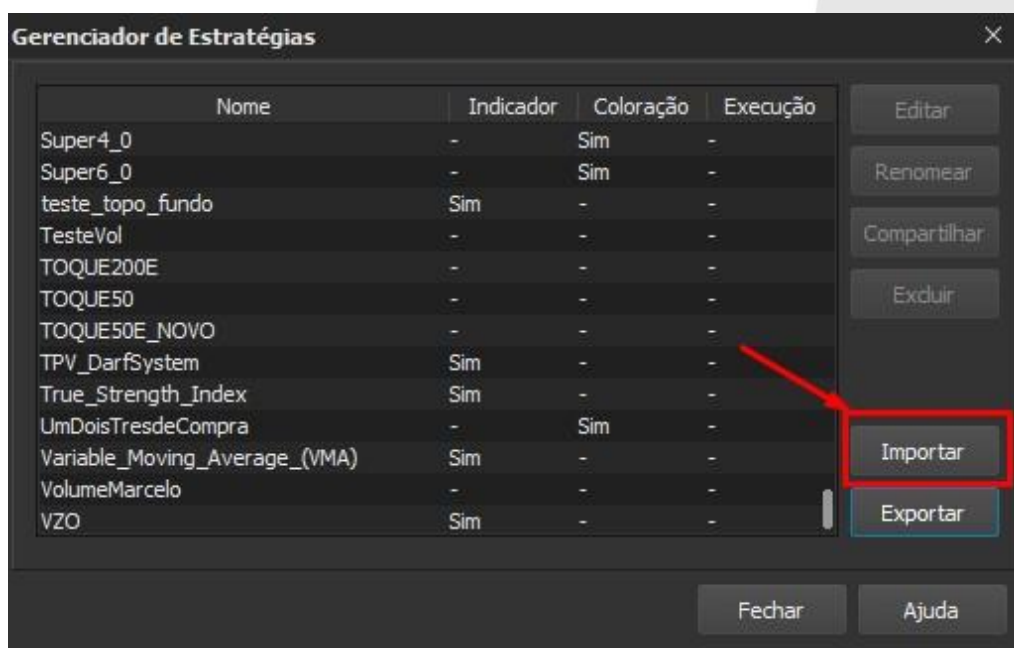 Gerenciador de Estratégias
Nome Indicador Coloração Execução
Super4_0 - Sim -
Super6_0 - Sim -
teste_topo_fundo Sim - -
TesteVol - - -
TOQUE200E - - -
TOQUE50 - - -
TOQUE50E_NOVO - - -
TPV_DarfSystem Sim - -
True_Strength_Index Sim - -
UmDoisTresdeCompra - Sim -
Variable_Moving_Average_(VMA) Sim - -
VolumeMarcelo - - -
VZO Sim - -
Editar
Renomear
Compartilhar
Excluir
Importar
Exportar
Fechar Ajuda